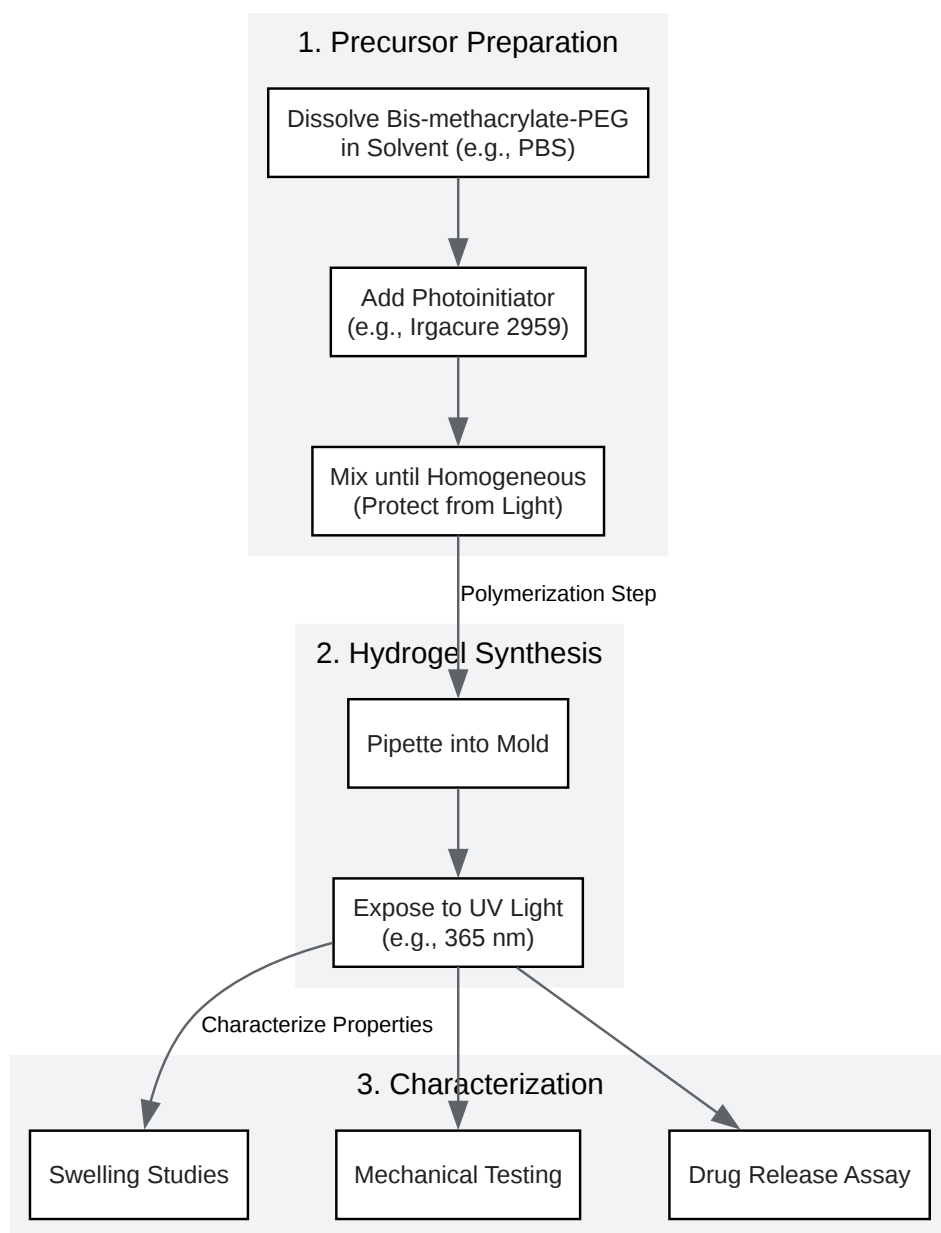 1. Precursor Preparation
Dissolve Bis-methacrylate-PEG
in Solvent (e.g., PBS)
Add Photoinitiator
(e.g., Irgacure 2959)
Mix until Homogeneous
(Protect from Light)
Polymerization Step
2. Hydrogel Synthesis
Pipette into Mold
Expose to UV Light
(e.g., 365 nm)
Characterize Properties
3. Characterization
Swelling Studies
Mechanical Testing
Drug Release Assay